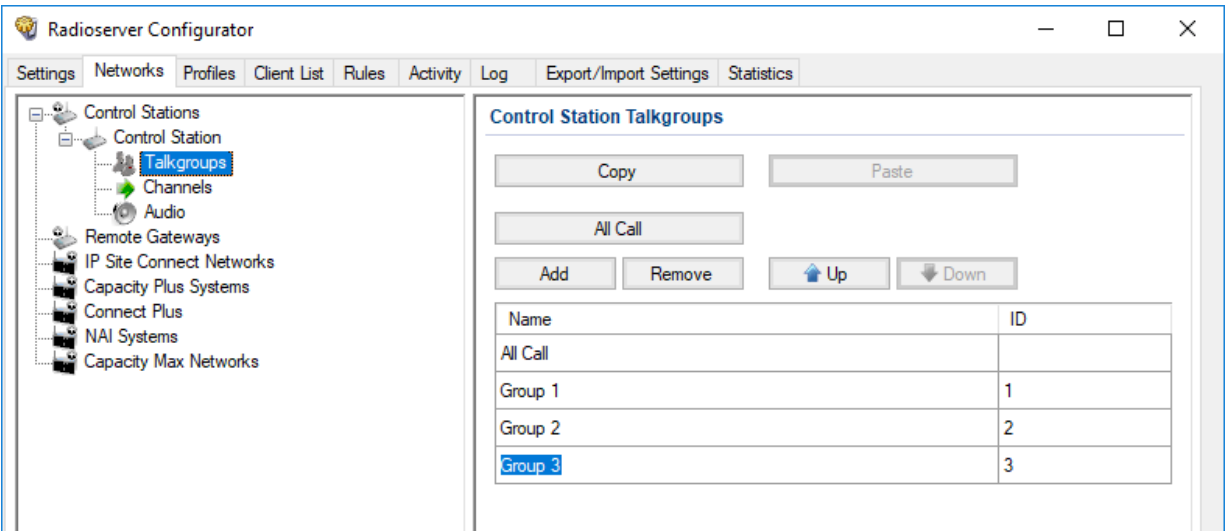 Radioserver Configurator
Settings Networks Profiles Client List Rules Activity Log Export/Import Settings Statistics
Control Stations
Control Station
Talkgroups
Channels
Audio
Remote Gateways
IP Site Connect Networks
Capacity Plus Systems
Connect Plus
NAI Systems
Capacity Max Networks
Control Station Talkgroups
Copy Paste
All Call
Add Remove Up Down
Name ID
All Call
Group 1 1
Group 2 2
Group 3 3